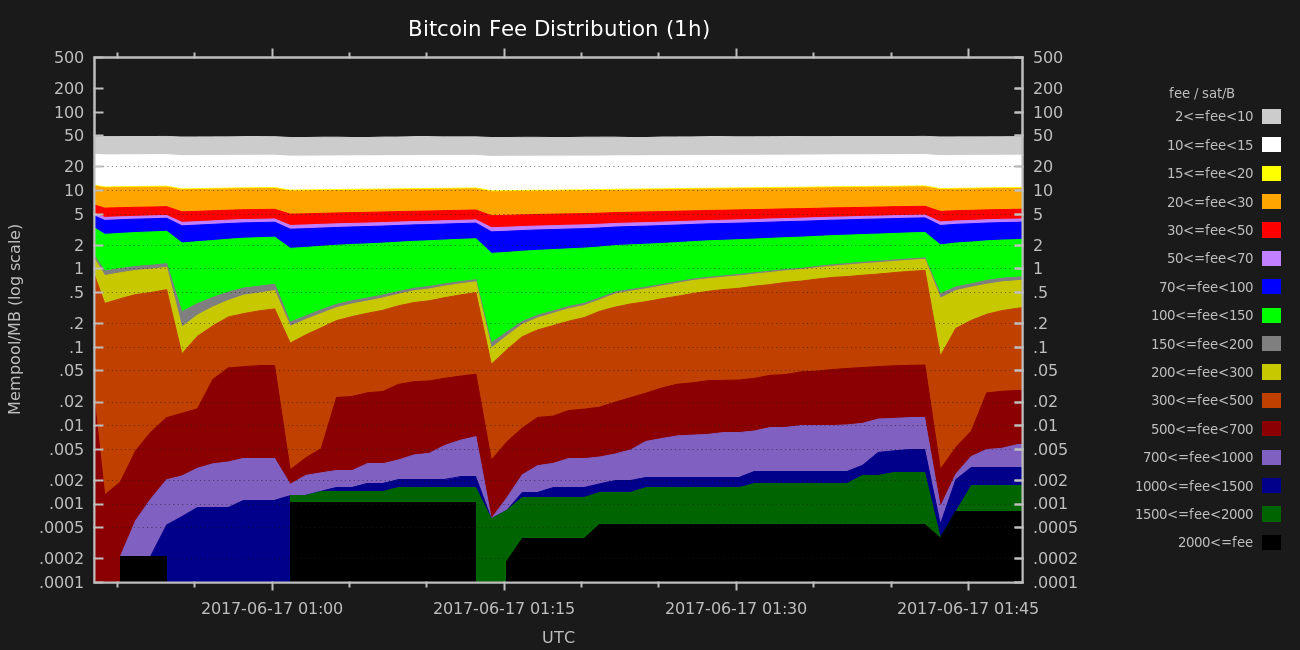 Bitcoin Fee Distribution (1h)
Mempool/MB (log scale)
500
200
100
50
20
10
5
2
1
.5
.2
.1
.05
.02
.01
.005
.002
.001
.0005
.0002
.0001
500
200
100
50
20
10
5
2
1
.5
.2
.1
.05
.02
.01
.005
.002
.001
.0005
.0002
.0001
2017-06-17 01:00
2017-06-17 01:15
2017-06-17 01:30
2017-06-17 01:45
UTC
fee / sat/B
2<=fee<10
10<=fee<15
15<=fee<20
20<=fee<30
30<=fee<50
50<=fee<70
70<=fee<100
100<=fee<150
150<=fee<200
200<=fee<300
300<=fee<500
500<=fee<700
700<=fee<1000
1000<=fee<1500
1500<=fee<2000
2000<=fee